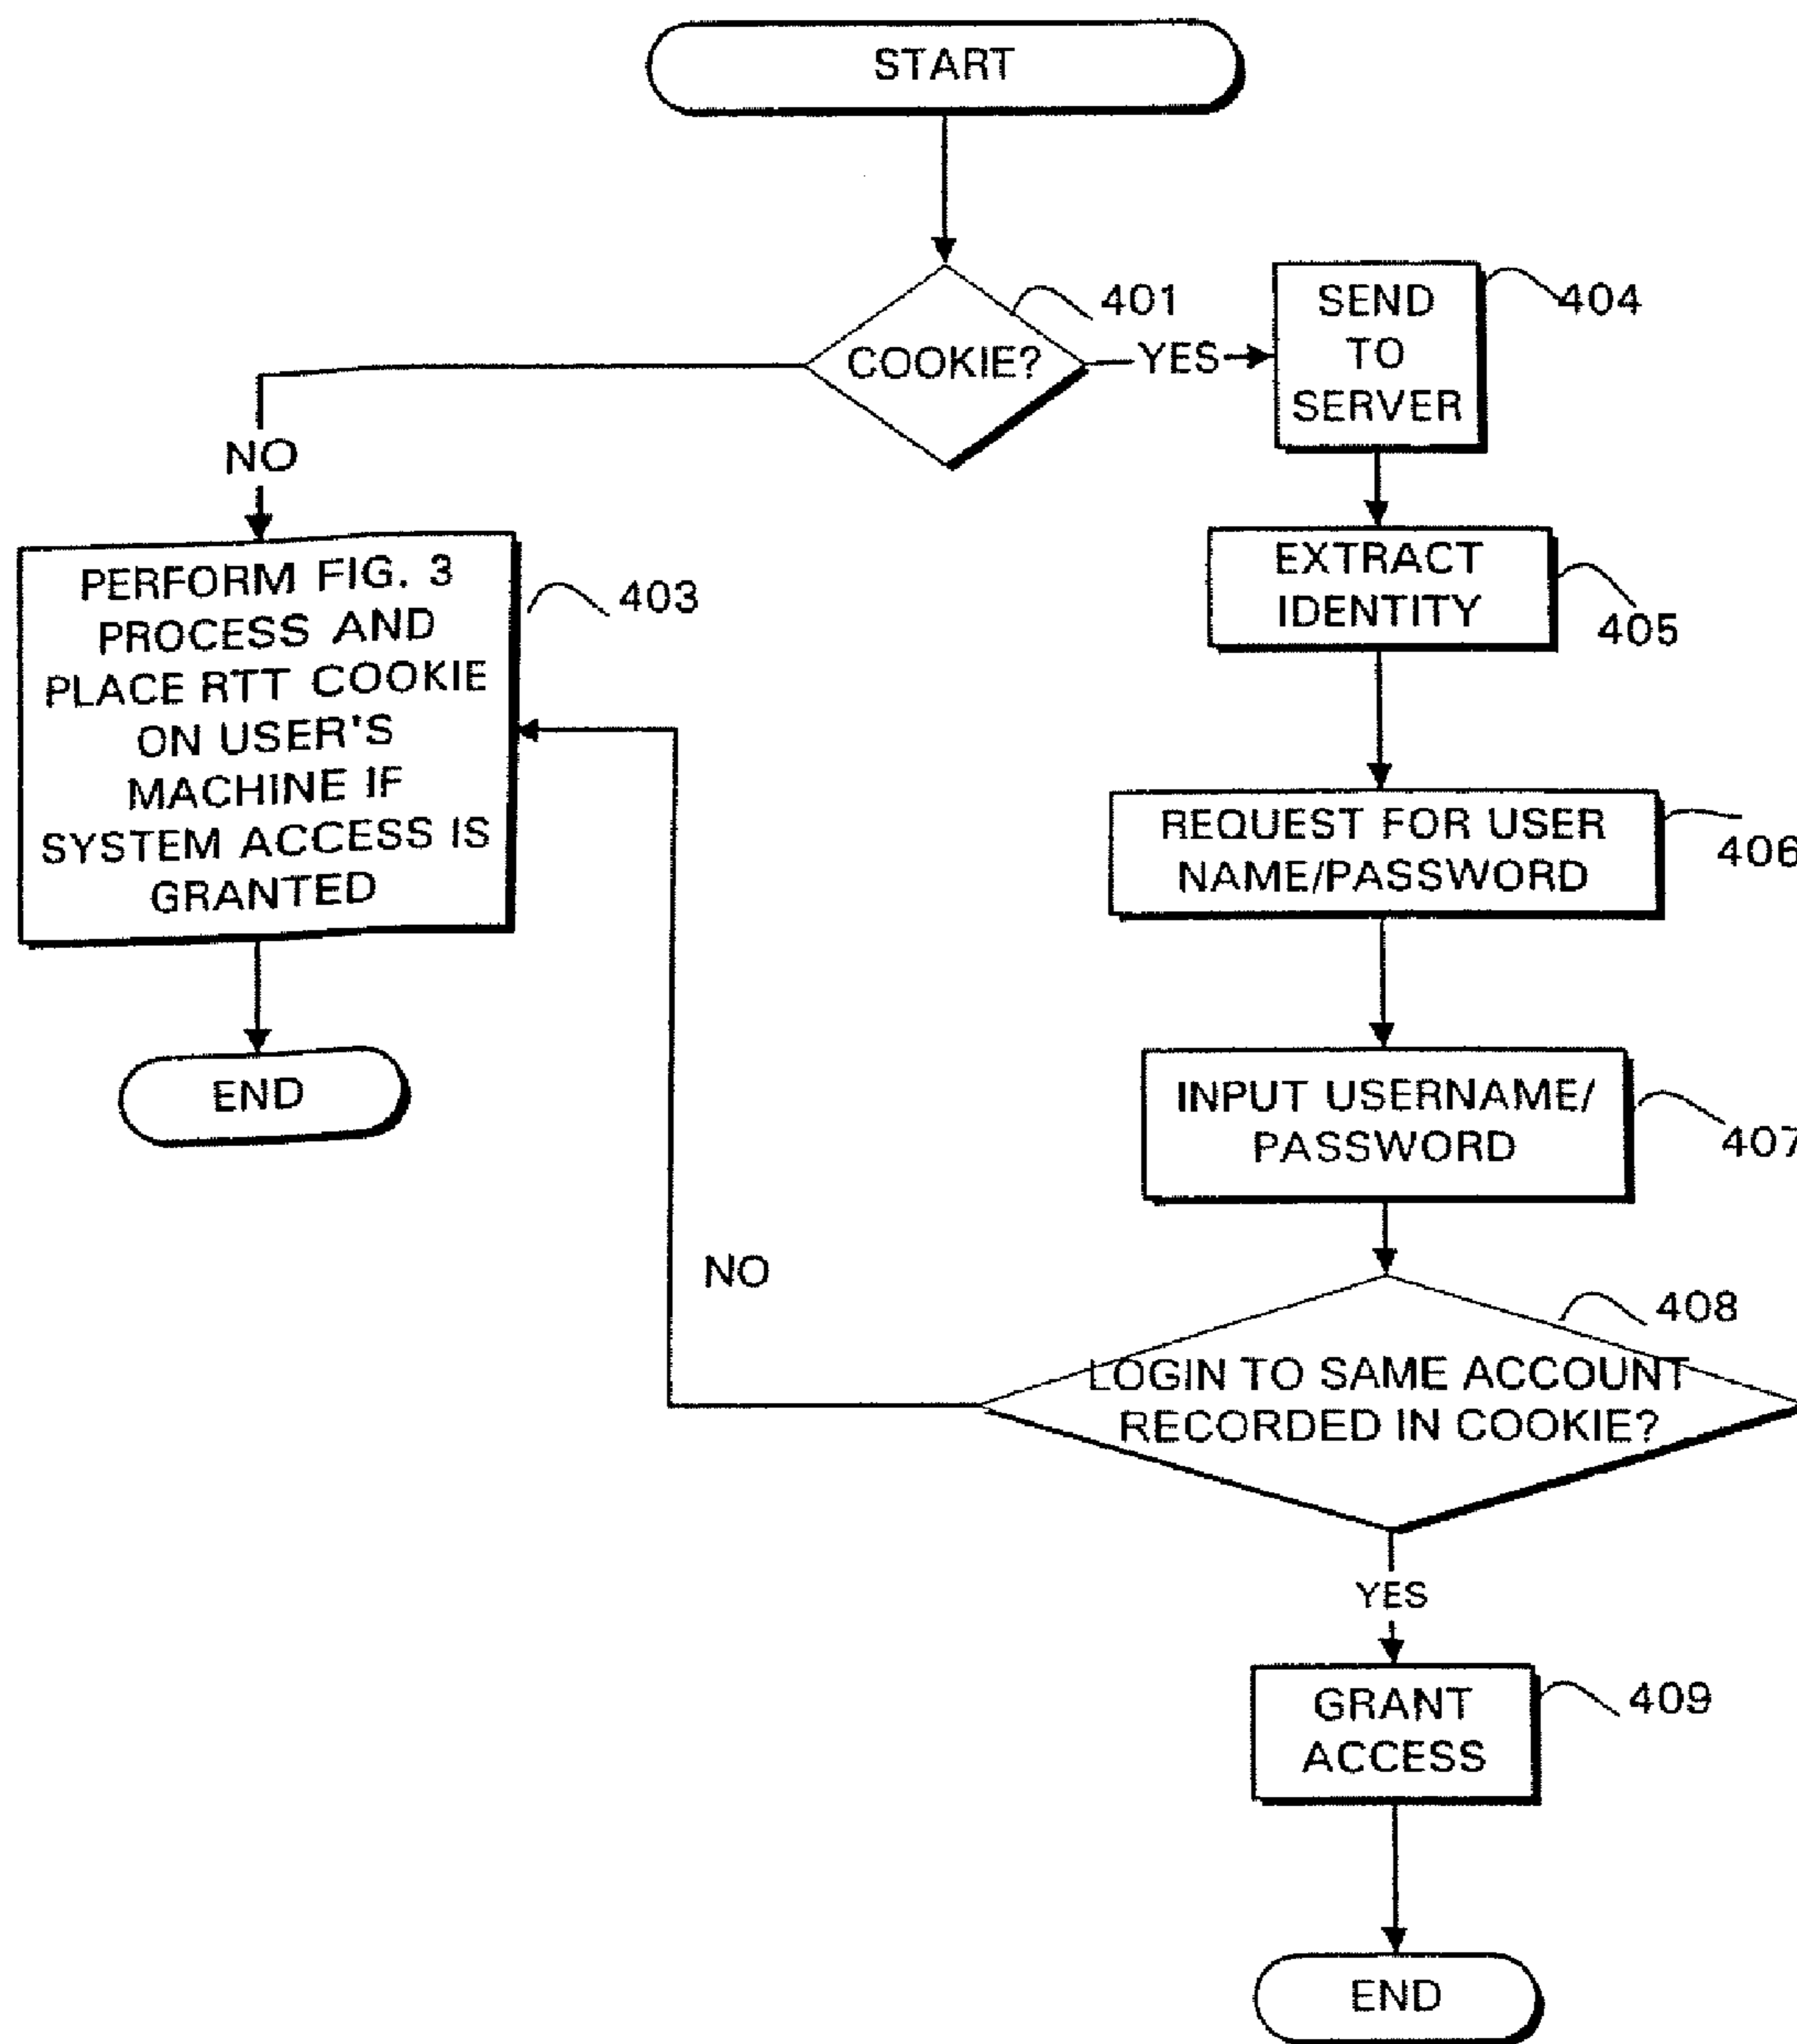 START
COOKIE?
401
YES
SEND
TO
SERVER
404
NO
EXTRACT
IDENTITY
405
PERFORM FIG. 3
PROCESS AND
PLACE RTT COOKIE
ON USER'S
MACHINE IF
SYSTEM ACCESS IS
GRANTED
403
REQUEST FOR USER
NAME/PASSWORD
406
END
INPUT USERNAME/
PASSWORD
407
NO
408
LOGIN TO SAME ACCOUNT
RECORDED IN COOKIE?
YES
GRANT
ACCESS
409
END